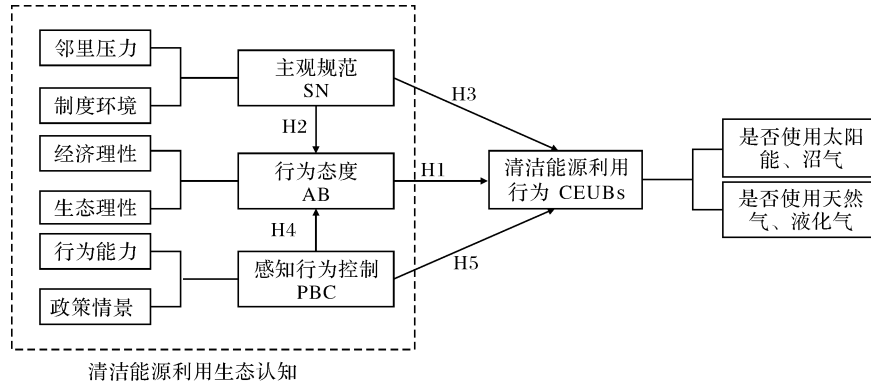 邻里压力
制度环境
经济理性
生态理性
行为能力
政策情景
主观规范
SN
H2
行为态度
AB
H4
感知行为控制
PBC
H3
H1
H5
清洁能源利用
行为 CEUBs
是否使用太阳
能、沼气
是否使用天然
气、液化气
清洁能源利用生态认知